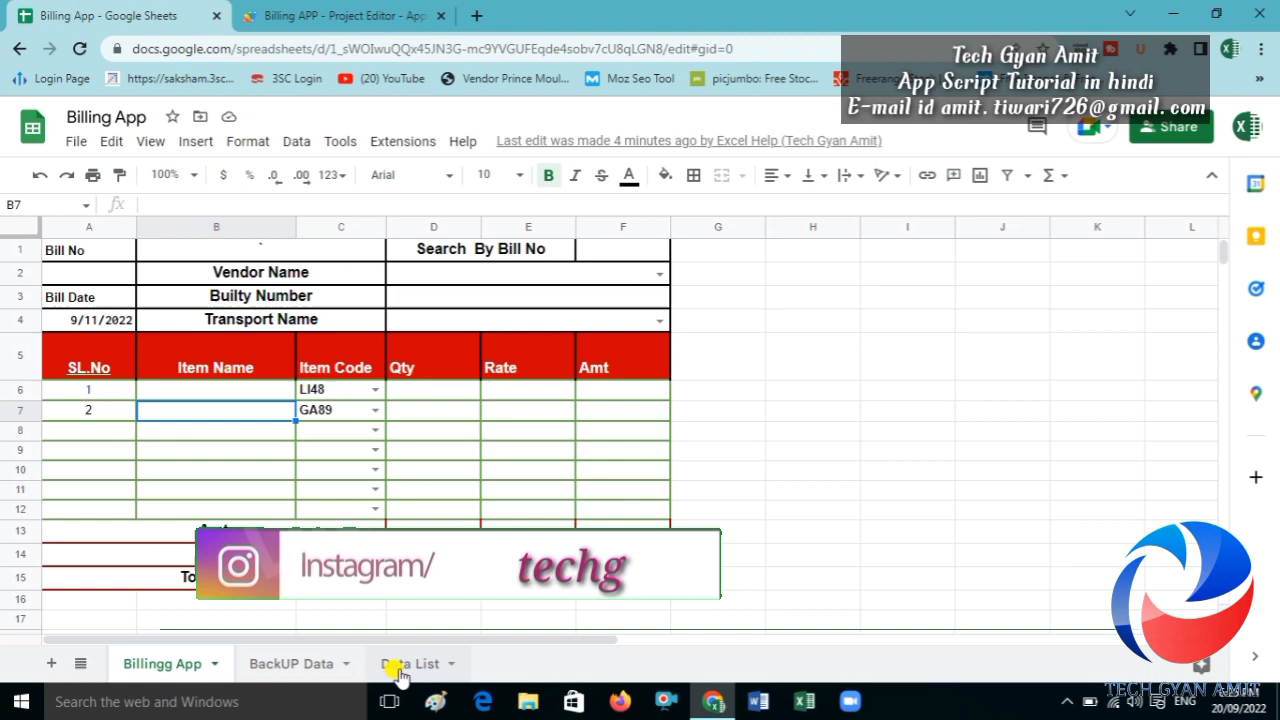 Billing App - Google Sheets
Billing APP - Project Editor - App
docs.google.com/spreadsheets/d/1_sWOIwuQQx45JN3G-mc9YVGUFEqde4sobv7cU8qLGN8/edit#gid=0
Login Page
https://saksham.3sc...
3SC Login
(20) YouTube
Vendor Prince Moul...
Moz Seo Tool
picjumbo: Free Stoc...
Tech Gyan Amit
App Script Tutorial in hindi
E-mail id amit.tiwari726@gmail.com
Billing App
File Edit View Insert Format Data Tools Extensions Help
Last edit was made 4 minutes ago by Excel Help (Tech Gyan Amit)
Share
100% $ % .0 .00 123 Arial 10 B I S A
B7 fx
A B C D E F G H I J K L
1 Bill No ` Search By Bill No
2 Vendor Name
3 Bill Date Builty Number
4 9/11/2022 Transport Name
5 SL.No Item Name Item Code Qty Rate Amt
6 1 LI48
7 2 GA89
8
9
10
11
12
13
14
15 To
16
17
Instagram/ techg
Billingg App BackUP Data Data List
TECH GYAN AMIT
Search the web and Windows
ENG
20/09/2022